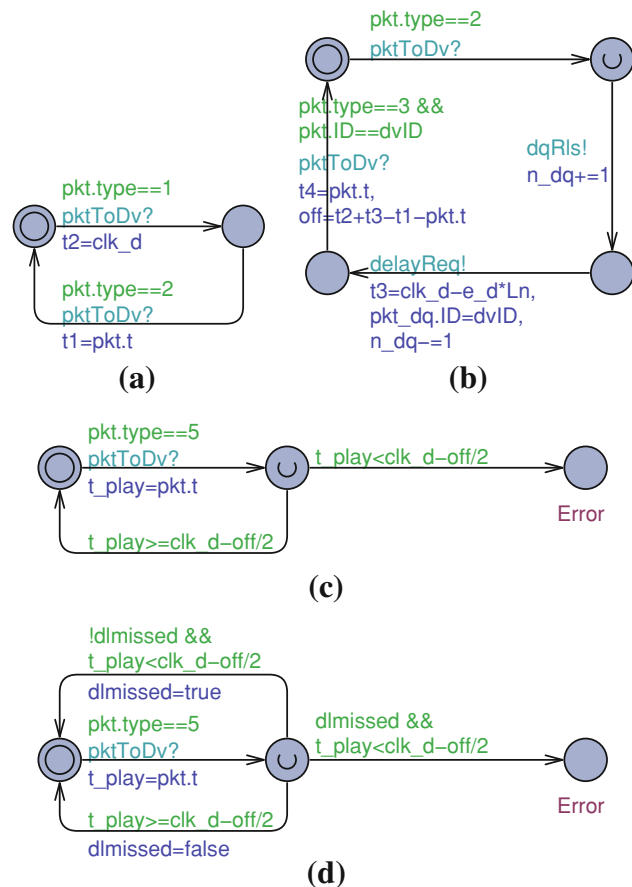 pkt.type==2
pktToDv?
pkt.type==3 &&
pkt.ID==dvID
pktToDv?
t4=pkt.t,
off=t2+t3−t1−pkt.t
dqRls!
n_dq+=1
delayReq!
t3=clk_d−e_d*Ln,
pkt_dq.ID=dvID,
n_dq−=1
pkt.type==1
pktToDv?
t2=clk_d
pkt.type==2
pktToDv?
t1=pkt.t
(a)
(b)
pkt.type==5
pktToDv?
t_play=pkt.t
t_play<clk_d−off/2
t_play>=clk_d−off/2
Error
(c)
!dlmissed &&
t_play<clk_d−off/2
dlmissed=true
pkt.type==5
pktToDv?
t_play=pkt.t
dlmissed &&
t_play<clk_d−off/2
t_play>=clk_d−off/2
dlmissed=false
Error
(d)